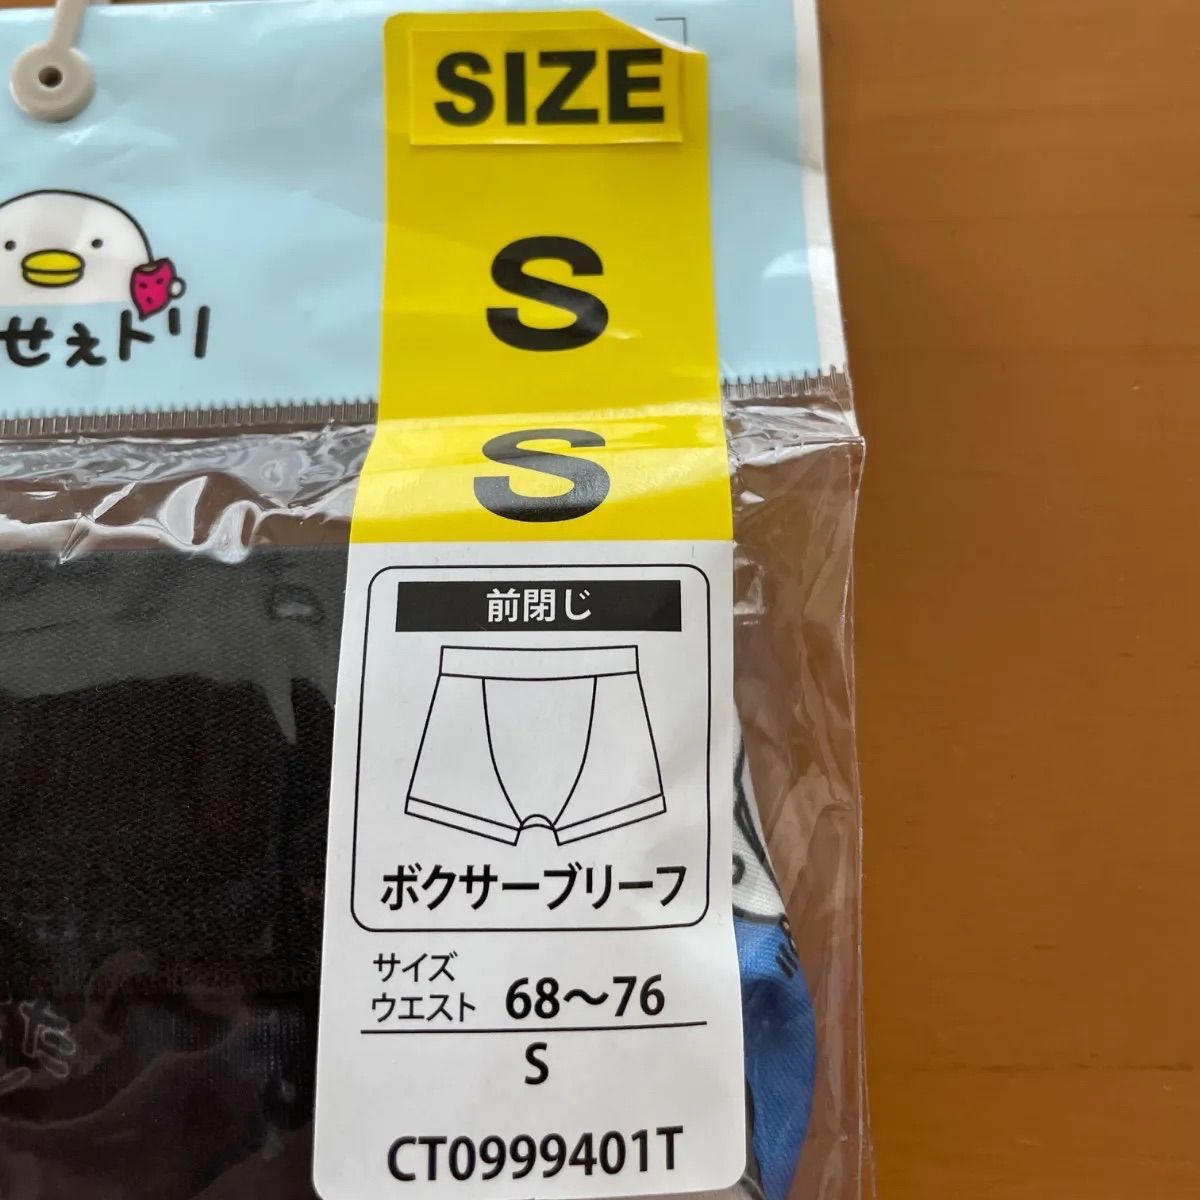 SIZE
S
せぇトリ
S
前閉じ
ボクサーブリーフ
サイズ
ウエスト 68～76
S
CT0999401T